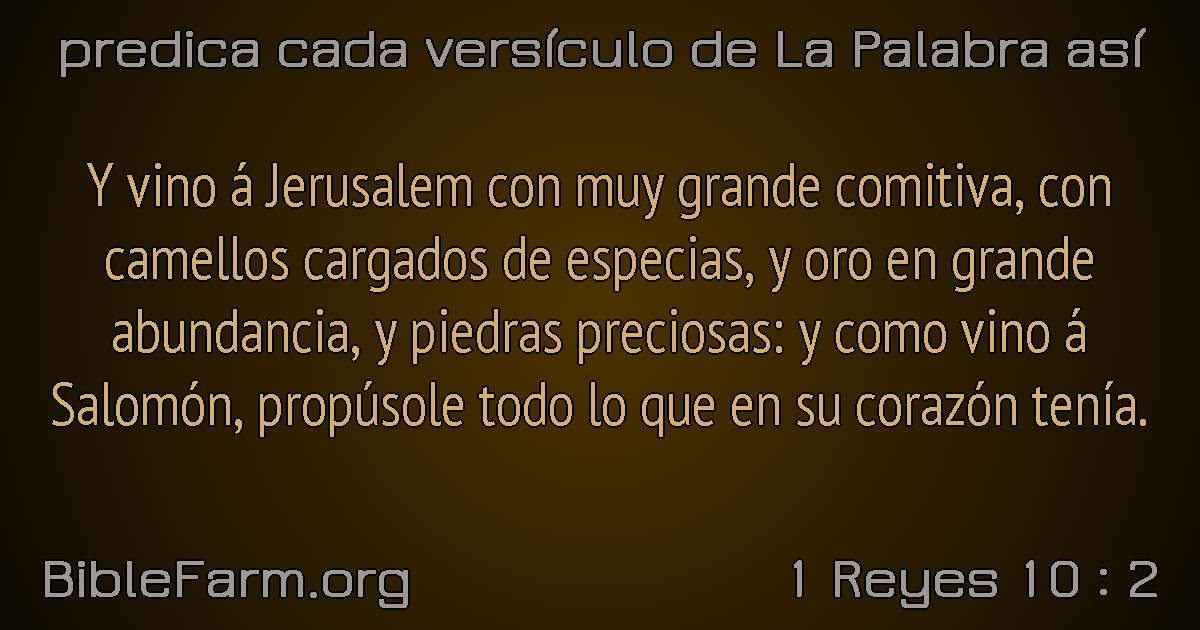 predica cada versículo de La Palabra así
Y vino á Jerusalem con muy grande comitiva, con
camellos cargados de especias, y oro en grande
abundancia, y piedras preciosas: y como vino á
Salomón, propúsole todo lo que en su corazón tenía.
BibleFarm.org
1 Reyes 10 : 2